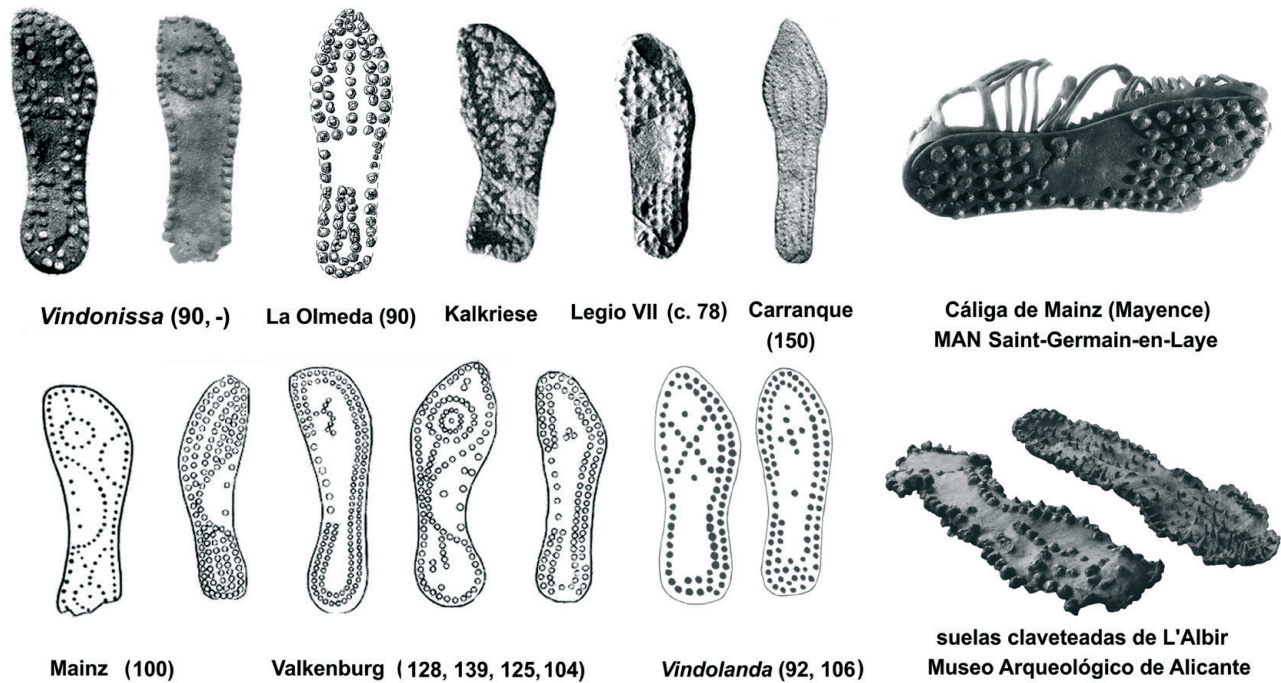 Vindonissa (90, -)
La Olmeda (90)
Kalkriese
Legio VII (c. 78)
Carranque
(150)
Cáliga de Mainz (Mayence)
MAN Saint-Germain-en-Laye
Mainz (100)
Valkenburg (128, 139, 125, 104)
Vindolanda (92, 106)
suelas claveteadas de L'Albir
Museo Arqueológico de Alicante